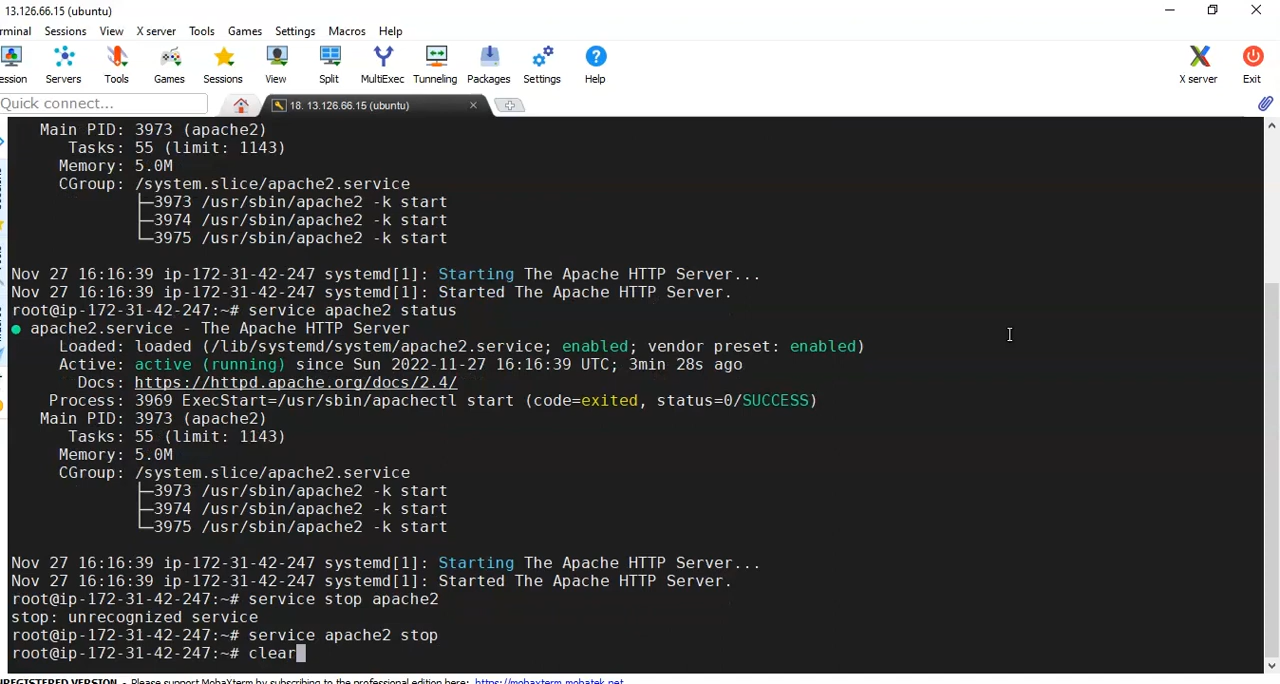 13.126.66.15 (ubuntu)
rminal Sessions View X server Tools Games Settings Macros Help
ession Servers Tools Games Sessions View Split MultiExec Tunneling Packages Settings Help X server Exit
Quick connect... 18. 13.126.66.15 (ubuntu)
Main PID: 3973 (apache2)
Tasks: 55 (limit: 1143)
Memory: 5.0M
CGroup: /system.slice/apache2.service
├─3973 /usr/sbin/apache2 -k start
├─3974 /usr/sbin/apache2 -k start
└─3975 /usr/sbin/apache2 -k start
Nov 27 16:16:39 ip-172-31-42-247 systemd[1]: Starting The Apache HTTP Server...
Nov 27 16:16:39 ip-172-31-42-247 systemd[1]: Started The Apache HTTP Server.
root@ip-172-31-42-247:~# service apache2 status
● apache2.service - The Apache HTTP Server
Loaded: loaded (/lib/systemd/system/apache2.service; enabled; vendor preset: enabled)
Active: active (running) since Sun 2022-11-27 16:16:39 UTC; 3min 28s ago
Docs: https://httpd.apache.org/docs/2.4/
Process: 3969 ExecStart=/usr/sbin/apachectl start (code=exited, status=0/SUCCESS)
Main PID: 3973 (apache2)
Tasks: 55 (limit: 1143)
Memory: 5.0M
CGroup: /system.slice/apache2.service
├─3973 /usr/sbin/apache2 -k start
├─3974 /usr/sbin/apache2 -k start
└─3975 /usr/sbin/apache2 -k start
Nov 27 16:16:39 ip-172-31-42-247 systemd[1]: Starting The Apache HTTP Server...
Nov 27 16:16:39 ip-172-31-42-247 systemd[1]: Started The Apache HTTP Server.
root@ip-172-31-42-247:~# service stop apache2
stop: unrecognized service
root@ip-172-31-42-247:~# service apache2 stop
root@ip-172-31-42-247:~# clear
REGISTERED VERSION - Please support MobaXterm by subscribing to the professional edition here: https://mobaxterm.mobatek.net